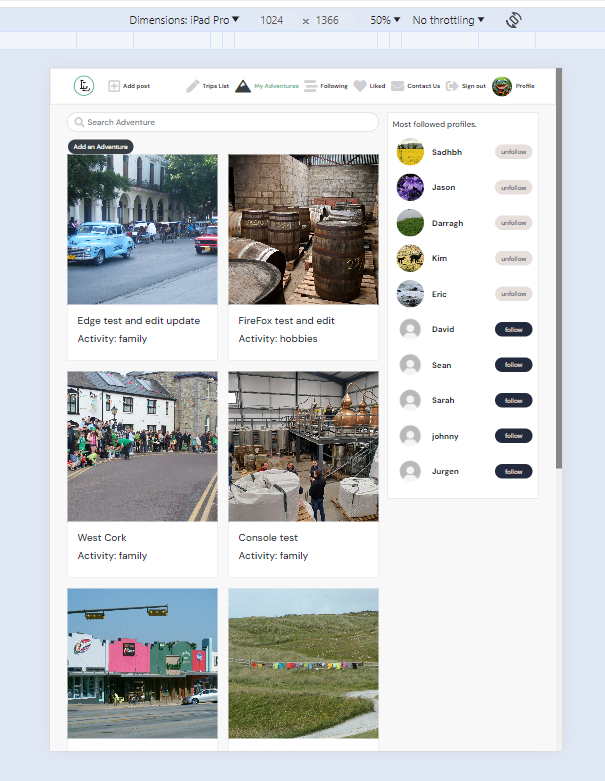 Dimensions: iPad Pro 1024 x 1366 50% No throttling
LL
Add post Trips List My Adventures Following Liked Contact Us Sign out Profile
Search Adventure
Add an Adventure
Edge test and edit update
Activity: family
FireFox test and edit
Activity: hobbies
West Cork
Activity: family
Console test
Activity: family
Most followed profiles.
Sadhbh unfollow
Jason unfollow
Darragh unfollow
Kim unfollow
Eric unfollow
David follow
Sean follow
Sarah follow
johnny follow
Jurgen follow